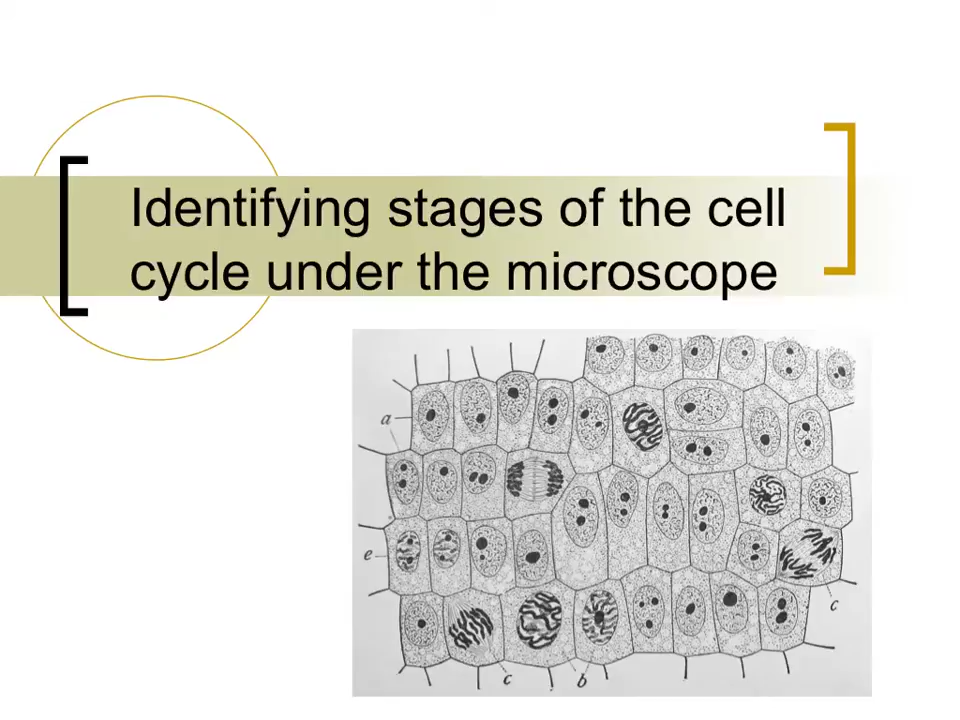 Identifying stages of the cell
cycle under the microscope
a
e
c
c
b